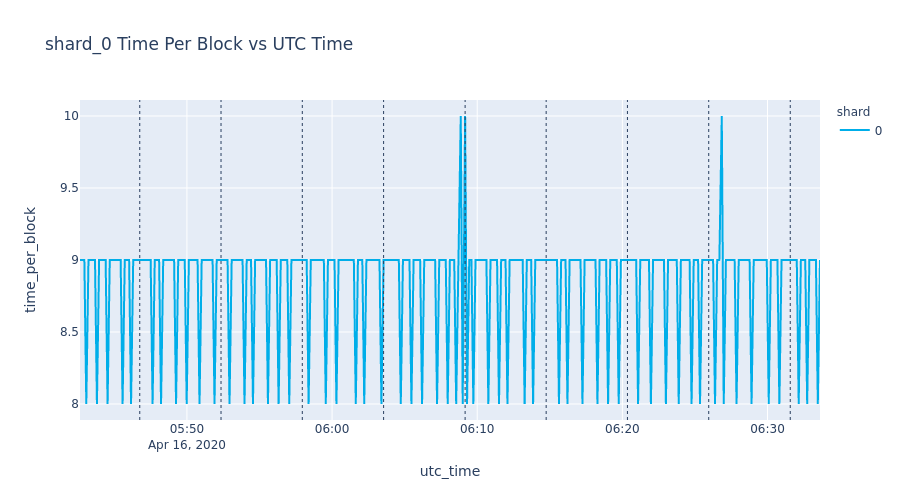 shard_0 Time Per Block vs UTC Time
shard
0
10
9.5
9
8.5
8
time_per_block
05:50
06:00
06:10
06:20
06:30
Apr 16, 2020
utc_time